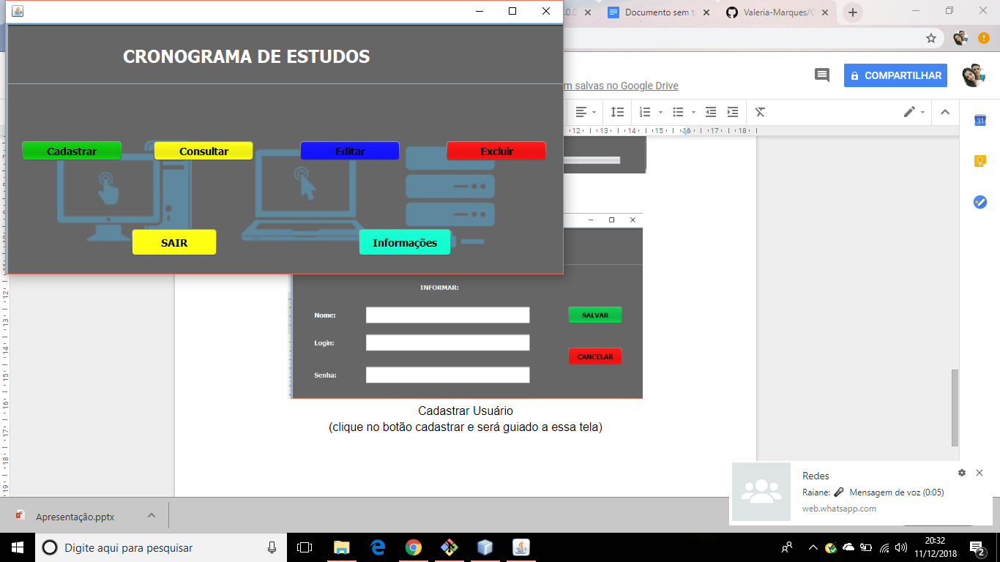 .0.0
Documento sem t
Valeria-Marques/C
CRONOGRAMA DE ESTUDOS
m salvas no Google Drive
COMPARTILHAR
12 13 14 15 16 17 18
31
Cadastrar Consultar Editar Excluir
SAIR Informações
INFORMAR:
Nome: SALVAR
Login:
CANCELAR
Senha:
Cadastrar Usuário
(clique no botão cadastrar e será guiado a essa tela)
Redes
Raiane: Mensagem de voz (0:05)
web.whatsapp.com
Apresentação.pptx
Digite aqui para pesquisar
20:32
11/12/2018
2